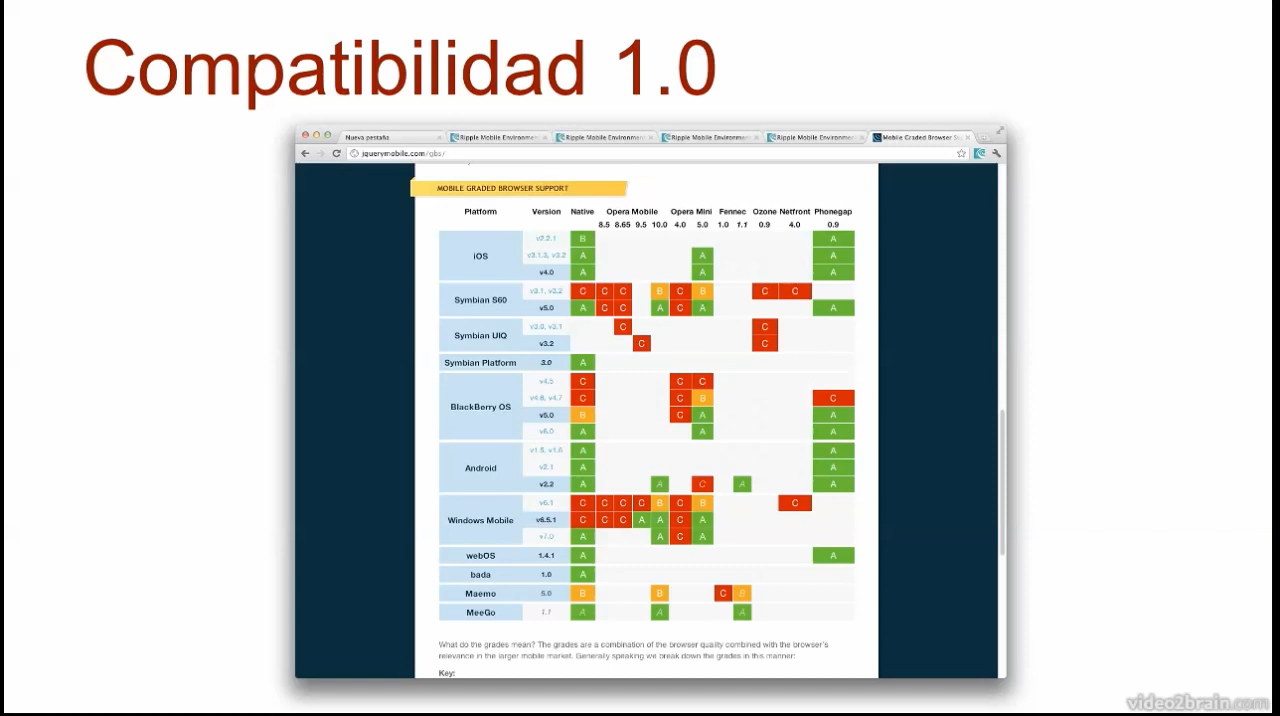 Compatibilidad 1.0
Nueva pestaña Ripple Mobile Environmen Ripple Mobile Environmen Ripple Mobile Environmen Ripple Mobile Environmen Mobile Graded Browser Su
jquerymobile.com/gbs/
MOBILE GRADED BROWSER SUPPORT
Platform Version Native Opera Mobile Opera Mini Fennec Ozone Netfront Phonegap
8.5 8.65 9.5 10.0 4.0 5.0 1.0 1.1 0.9 4.0 0.9
iOS
v2.2.1 B A
v3.1.3, v3.2 A A A
v4.0 A A A
Symbian S60
v3.1, v3.2 C C C B C B C C
v5.0 A C C A C A A
Symbian UIQ
v3.0, v3.1 C C
v3.2 C C
Symbian Platform 3.0 A
BlackBerry OS
v4.5 C C C
v4.6, v4.7 C C B C
v5.0 B C A A
v6.0 A A A
Android
v1.5, v1.6 A A
v2.1 A A
v2.2 A A C A A
Windows Mobile
v6.1 C C C C B C B C
v6.5.1 C C C A A C A
v7.0 A A C A
webOS 1.4.1 A A
bada 1.0 A
Maemo 5.0 B B C B
MeeGo 1.1 A A A
What do the grades mean? The grades are a combination of the browser quality combined with the browser's
relevance in the larger mobile market. Generally speaking we break down the grades in this manner:
Key:
video2brain.com